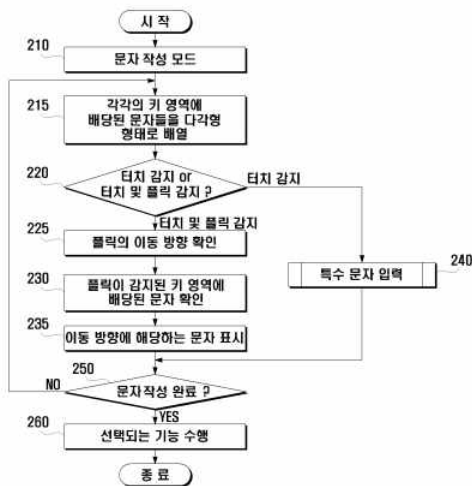 시 작
210
문자 작성 모드
215
각각의 키 영역에
배당된 문자들을 다각형
형태로 배열
220
터치 감지 or
터치 및 플릭 감지 ?
터치 감지
터치 및 플릭 감지
225
플릭의 이동 방향 확인
230
플릭이 감지된 키 영역에
배당된 문자 확인
특수 문자 입력
240
235
이동 방향에 해당하는 문자 표시
250
NO
문자작성 완료 ?
YES
260
선택되는 기능 수행
종 료